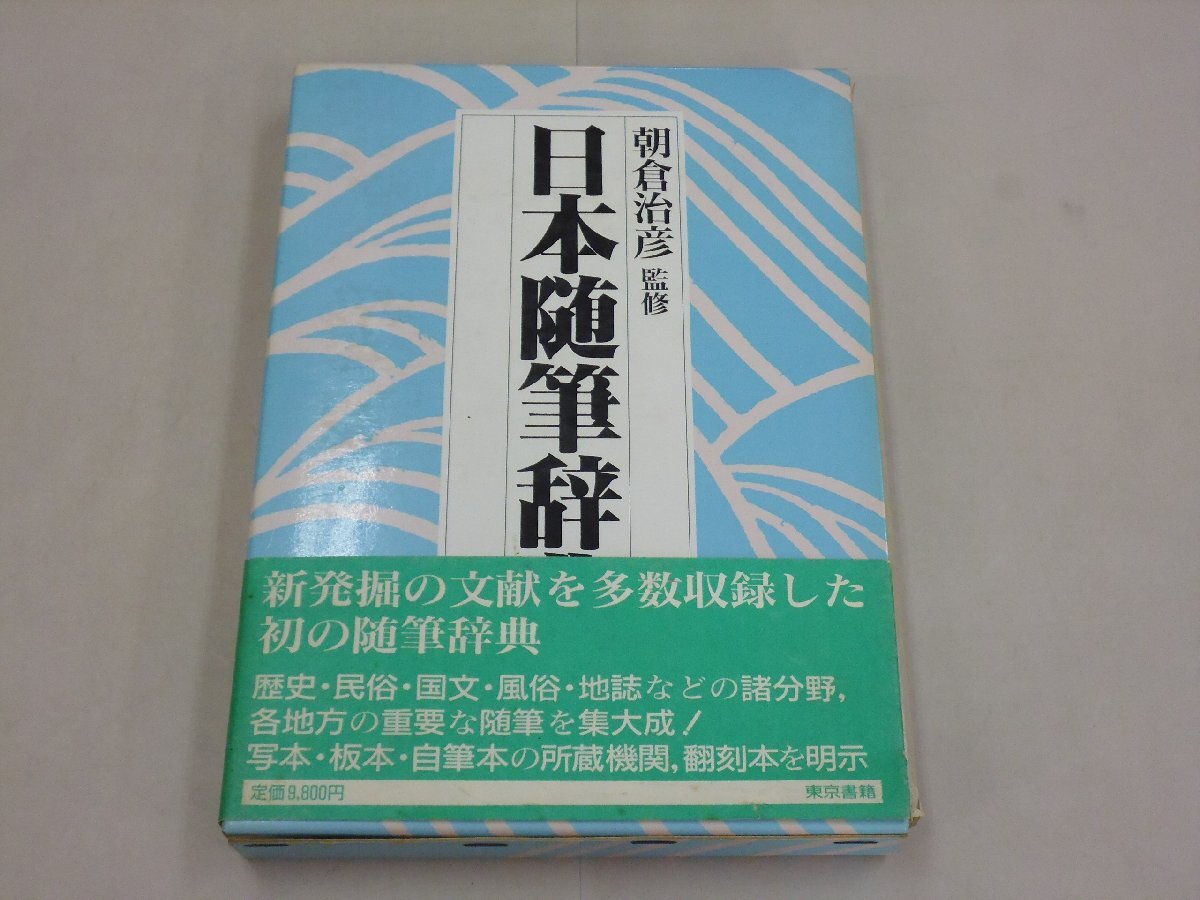 朝倉治彦 監修
日本随筆辞
新発掘の文献を多数収録した
初の随筆辞典
歴史・民俗・国文・風俗・地誌などの諸分野,
各地方の重要な随筆を集大成!
写本・板本・自筆本の所蔵機関, 翻刻本を明示
定価9,800円
東京書籍